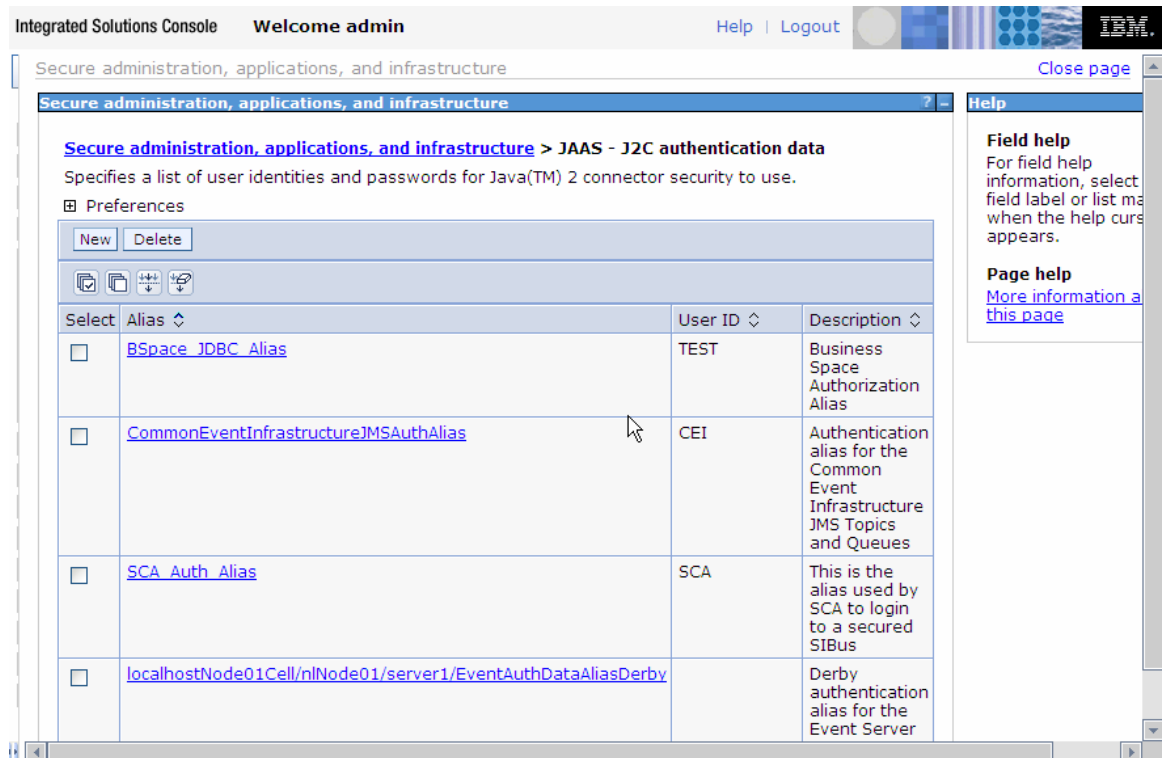 Integrated Solutions Console Welcome admin Help | Logout IBM.
Secure administration, applications, and infrastructure Close page
Secure administration, applications, and infrastructure ? -
Help
Secure administration, applications, and infrastructure > JAAS - J2C authentication data
Specifies a list of user identities and passwords for Java(TM) 2 connector security to use.
Preferences
New Delete
Select Alias User ID Description
BSpace_JDBC_Alias TEST Business
Space
Authorization
Alias
CommonEventInfrastructureJMSAuthAlias CEI Authentication
alias for the
Common
Event
Infrastructure
JMS Topics
and Queues
SCA_Auth_Alias SCA This is the
alias used by
SCA to login
to a secured
SIBus
localhostNode01Cell/nlNode01/server1/EventAuthDataAliasDerby Derby
authentication
alias for the
Event Server
Field help
For field help
information, select
field label or list ma
when the help curs
appears.
Page help
More information a
this page